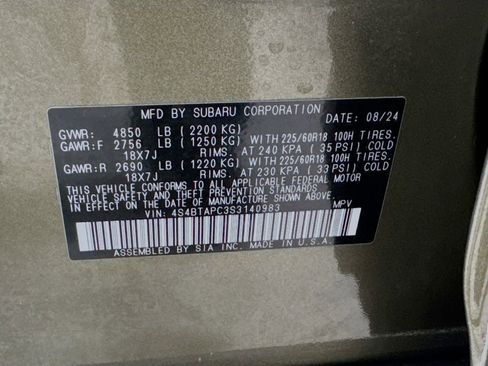 MFD BY SUBARU CORPORATION DATE: 08/24
GVWR: 4850 LB (2200 KG)
GAWR:F 2756 LB (1250 KG) WITH 225/60R18 100H TIRES.
18X7J RIMS. AT 240 KPA (35 PSI) COLD
GAWR:R 2690 LB (1220 KG) WITH 225/60R18 100H TIRES.
18X7J RIMS. AT 230 KPA (33 PSI) COLD
THIS VEHICLE CONFORMS TO ALL APPLICABLE FEDERAL MOTOR
VEHICLE SAFETY AND THEFT PREVENTION STANDARDS
IN EFFECT ON THE DATE OF MANUFACTURE SHOWN ABOVE.
VIN: 4S4BTAPC3S3140983 MPV
ASSEMBLED BY SIA INC. MADE IN U.S.A.